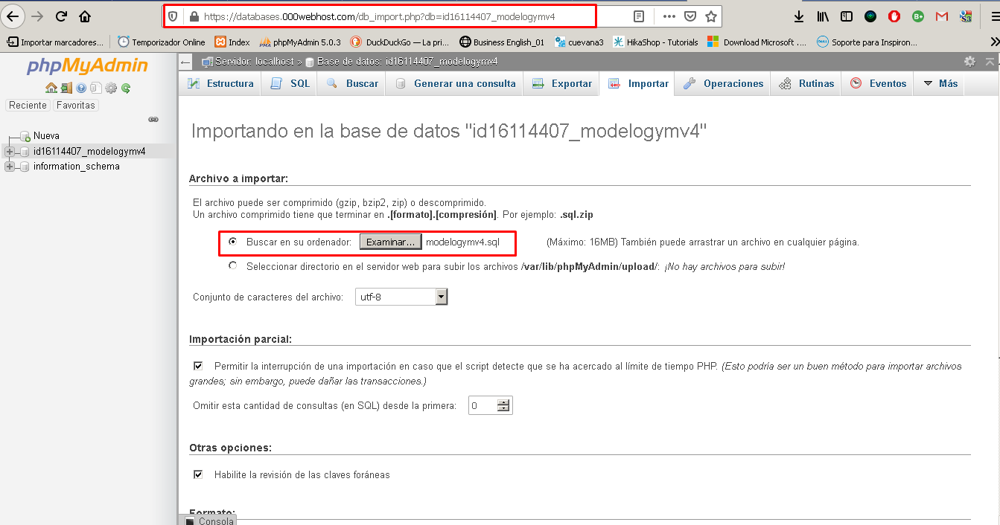 https://databases.000webhost.com/db_import.php?db=id16114407_modelogymv4
Importar marcadores... Temporizador Online Index phpMyAdmin 5.0.3 DuckDuckGo — La pri... Business English_01 cuevana3 HikaShop - Tutorials Download Microsoft .... Soporte para Inspiron...
phpMyAdmin
Reciente Favoritas
Nueva
id16114407_modelogymv4
information_schema
Servidor: localhost » Base de datos: id16114407_modelogymv4
Estructura SQL Buscar Generar una consulta Exportar Importar Operaciones Rutinas Eventos Más
Importando en la base de datos "id16114407_modelogymv4"
Archivo a importar:
El archivo puede ser comprimido (gzip, bzip2, zip) o descomprimido.
Un archivo comprimido tiene que terminar en .[formato].[compresión]. Por ejemplo: .sql.zip
Buscar en su ordenador: Examinar... modelogymv4.sql (Máximo: 16MB) También puede arrastrar un archivo en cualquier página.
Seleccionar directorio en el servidor web para subir los archivos /var/lib/phpMyAdmin/upload/: ¡No hay archivos para subir!
Conjunto de caracteres del archivo: utf-8
Importación parcial:
Permitir la interrupción de una importación en caso que el script detecte que se ha acercado al límite de tiempo PHP. (Esto podría ser un buen método para importar archivos
grandes; sin embargo, puede dañar las transacciones.)
Omitir esta cantidad de consultas (en SQL) desde la primera: 0
Otras opciones:
Habilite la revisión de las claves foráneas
Formato:
Consola